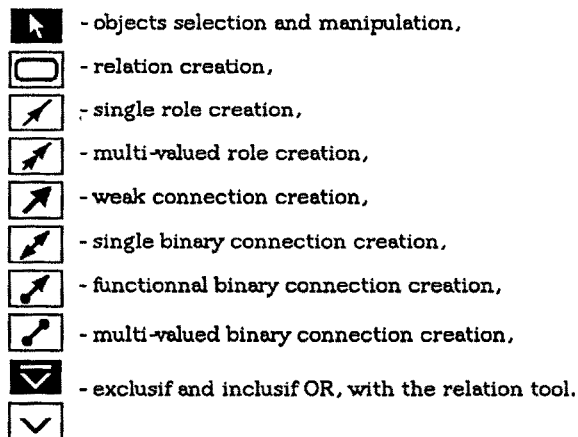 - objects selection and manipulation,
- relation creation,
- single role creation,
- multi-valued role creation,
- weak connection creation,
- single binary connection creation,
- functionnal binary connection creation,
- multi-valued binary connection creation,
- exclusif and inclusif OR, with the relation tool.